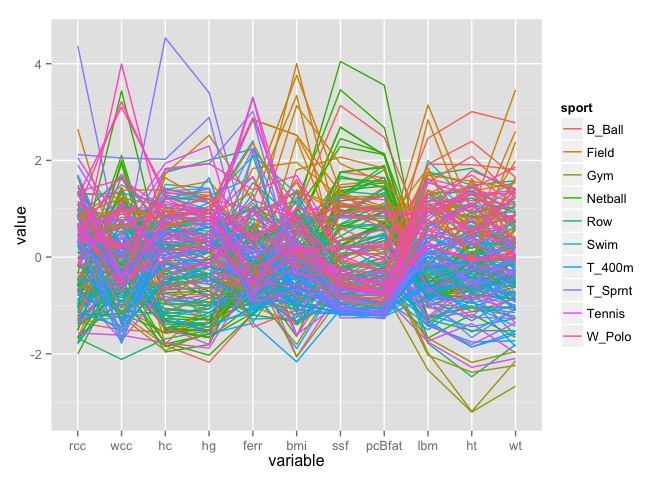 sport
B_Ball
Field
Gym
Netball
Row
Swim
T_400m
T_Sprnt
Tennis
W_Polo
value
4
2
0
-2
rcc wcc hc hg ferr bmi ssf pcBfat lbm ht wt
variable